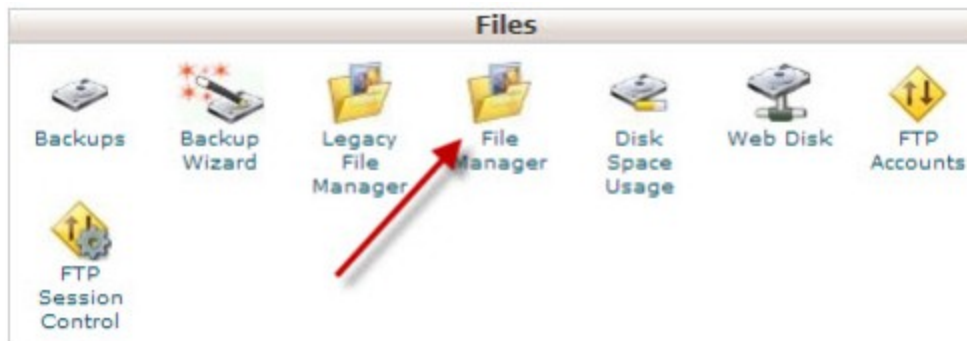 Files
Backups
Backup
Wizard
Legacy
File
Manager
File
Manager
Disk
Space
Usage
Web Disk
FTP
Accounts
FTP
Session
Control